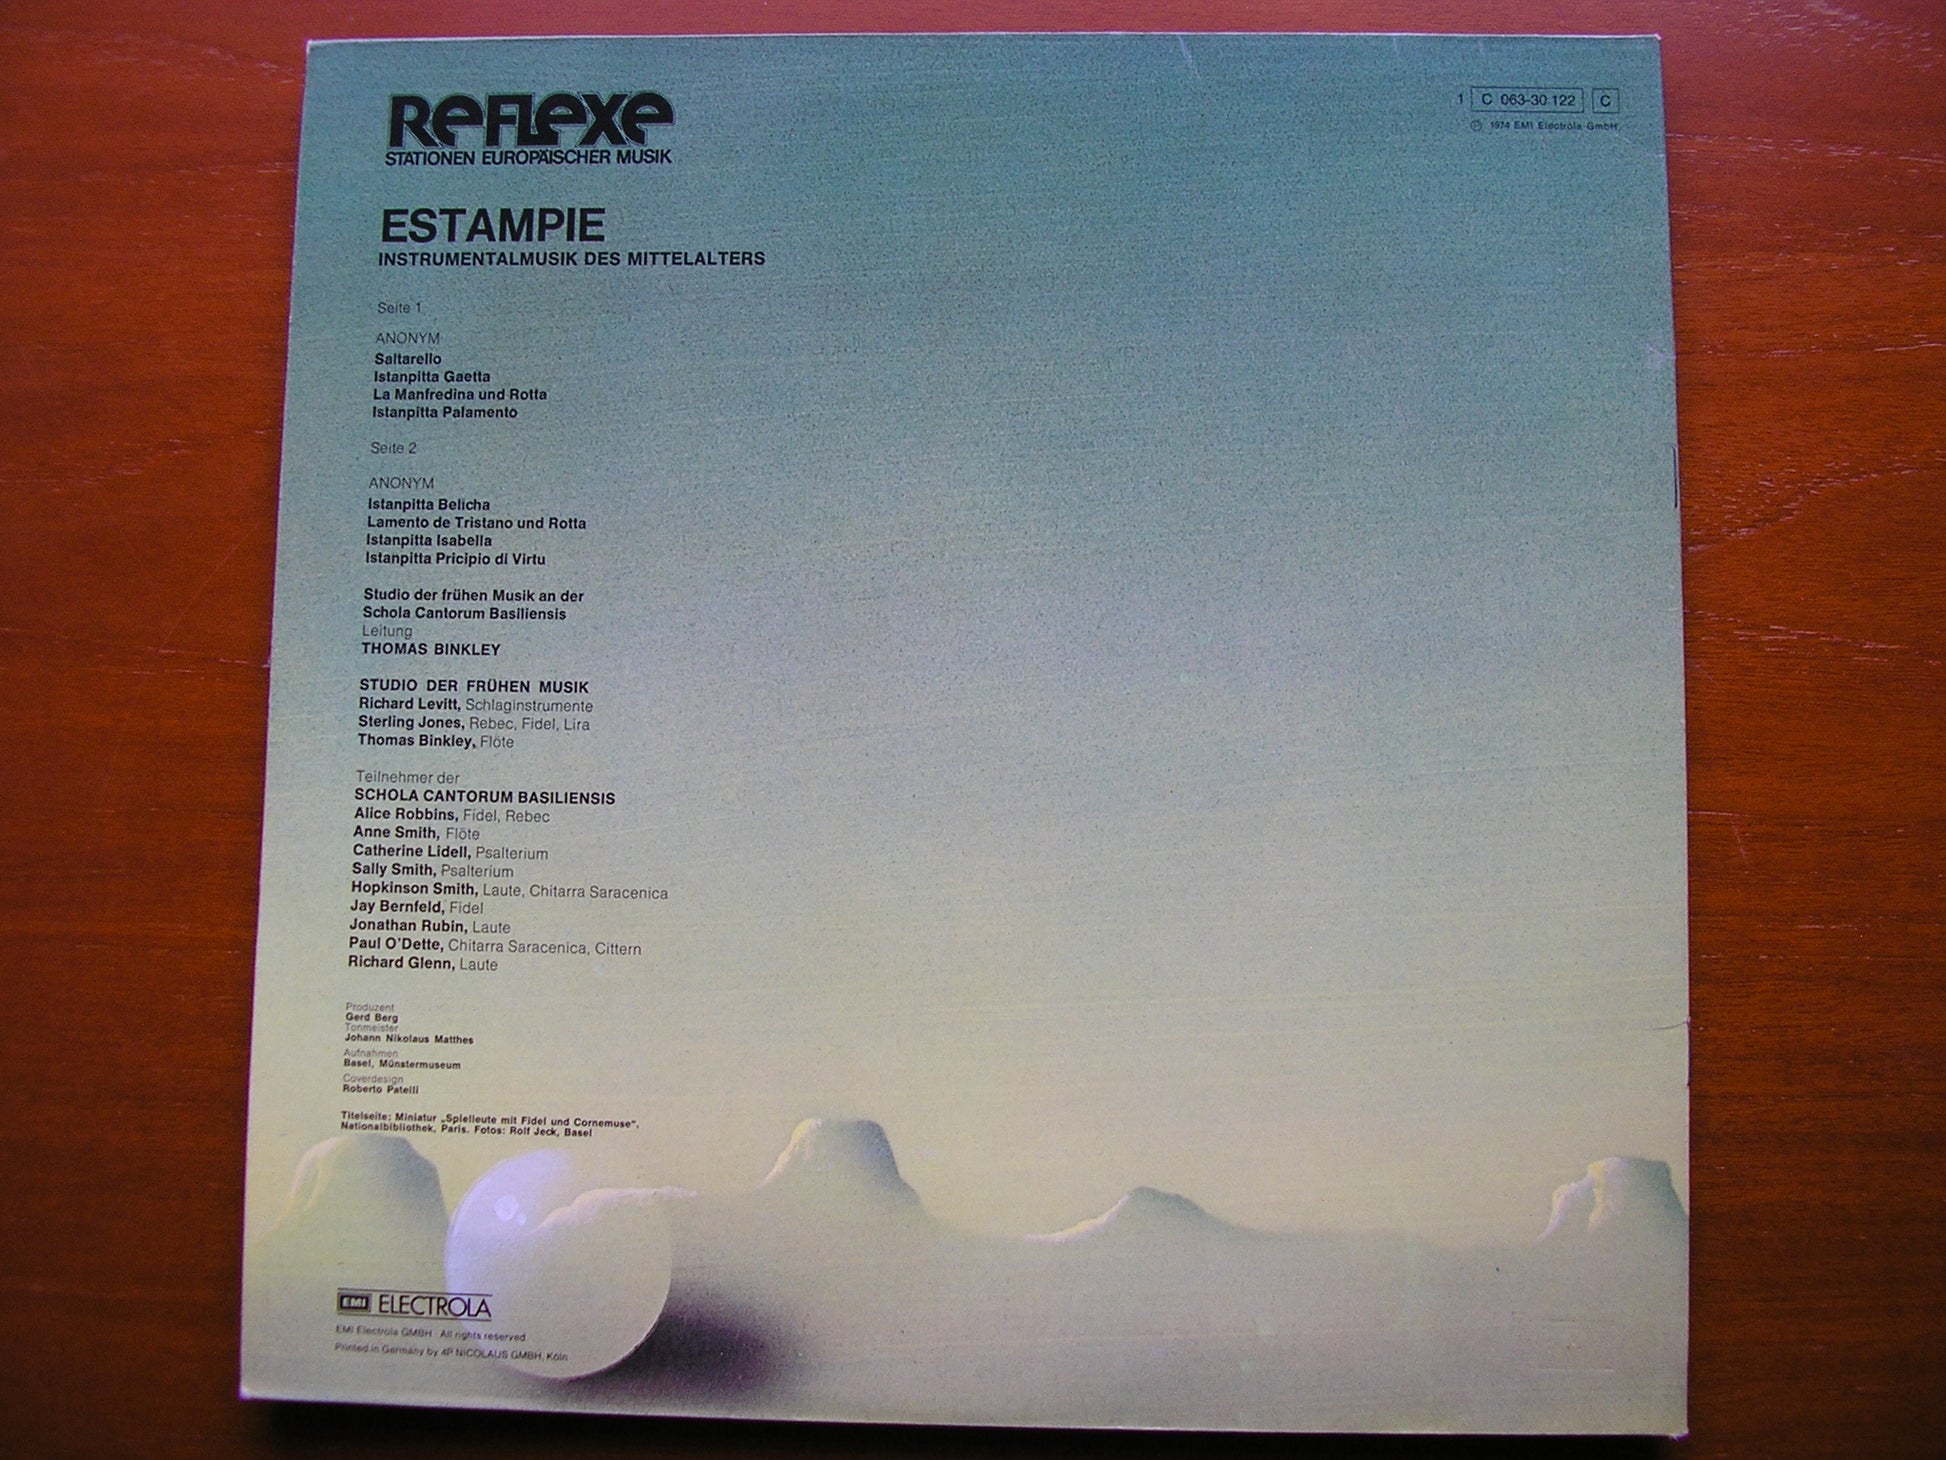 REFLEXE
STATIONEN EUROPÄISCHER MUSIK
1 C 063-30 122 C
℗ 1974 EMI Electrola GmbH
ESTAMPIE
INSTRUMENTALMUSIK DES MITTELALTERS
Seite 1
ANONYM
Saltarello
Istanpitta Gaetta
La Manfredina und Rotta
Istanpitta Palamento
Seite 2
ANONYM
Istanpitta Belicha
Lamento de Tristano und Rotta
Istanpitta Isabella
Istanpitta Pricipio di Virtu
Studio der frühen Musik an der
Schola Cantorum Basiliensis
Leitung
THOMAS BINKLEY
STUDIO DER FRÜHEN MUSIK
Richard Levitt, Schlaginstrumente
Sterling Jones, Rebec, Fidel, Lira
Thomas Binkley, Flöte
Teilnehmer der
SCHOLA CANTORUM BASILIENSIS
Alice Robbins, Fidel, Rebec
Anne Smith, Flöte
Catherine Lidell, Psalterium
Sally Smith, Psalterium
Hopkinson Smith, Laute, Chitarra Saracenica
Jay Bernfeld, Fidel
Jonathan Rubin, Laute
Paul O'Dette, Chitarra Saracenica, Cittern
Richard Glenn, Laute
Produzent
Gerd Berg
Tonmeister
Johann Nikolaus Matthes
Aufnahmen
Basel, Münstermuseum
Coverdesign
Roberto Patelli
Titelseite: Miniatur „Spielleute mit Fidel und Cornemuse",
Nationalbibliothek, Paris. Fotos: Rolf Jeck, Basel
EMI ELECTROLA
EMI Electrola GMBH · All rights reserved
Printed in Germany by 4P NICOLAUS GMBH, Köln